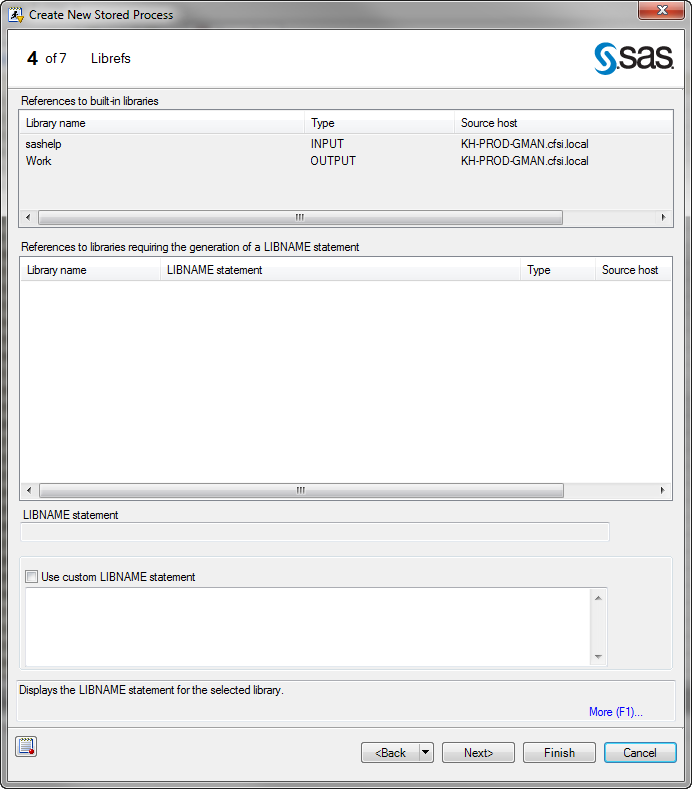 Create New Stored Process
4 of 7 Librefs
sas.
References to built-in libraries
Library name Type Source host
sashelp INPUT KH-PROD-GMAN.cfsi.local
Work OUTPUT KH-PROD-GMAN.cfsi.local
References to libraries requiring the generation of a LIBNAME statement
Library name LIBNAME statement Type Source host
LIBNAME statement
Use custom LIBNAME statement
Displays the LIBNAME statement for the selected library.
More (F1)...
<Back Next> Finish Cancel